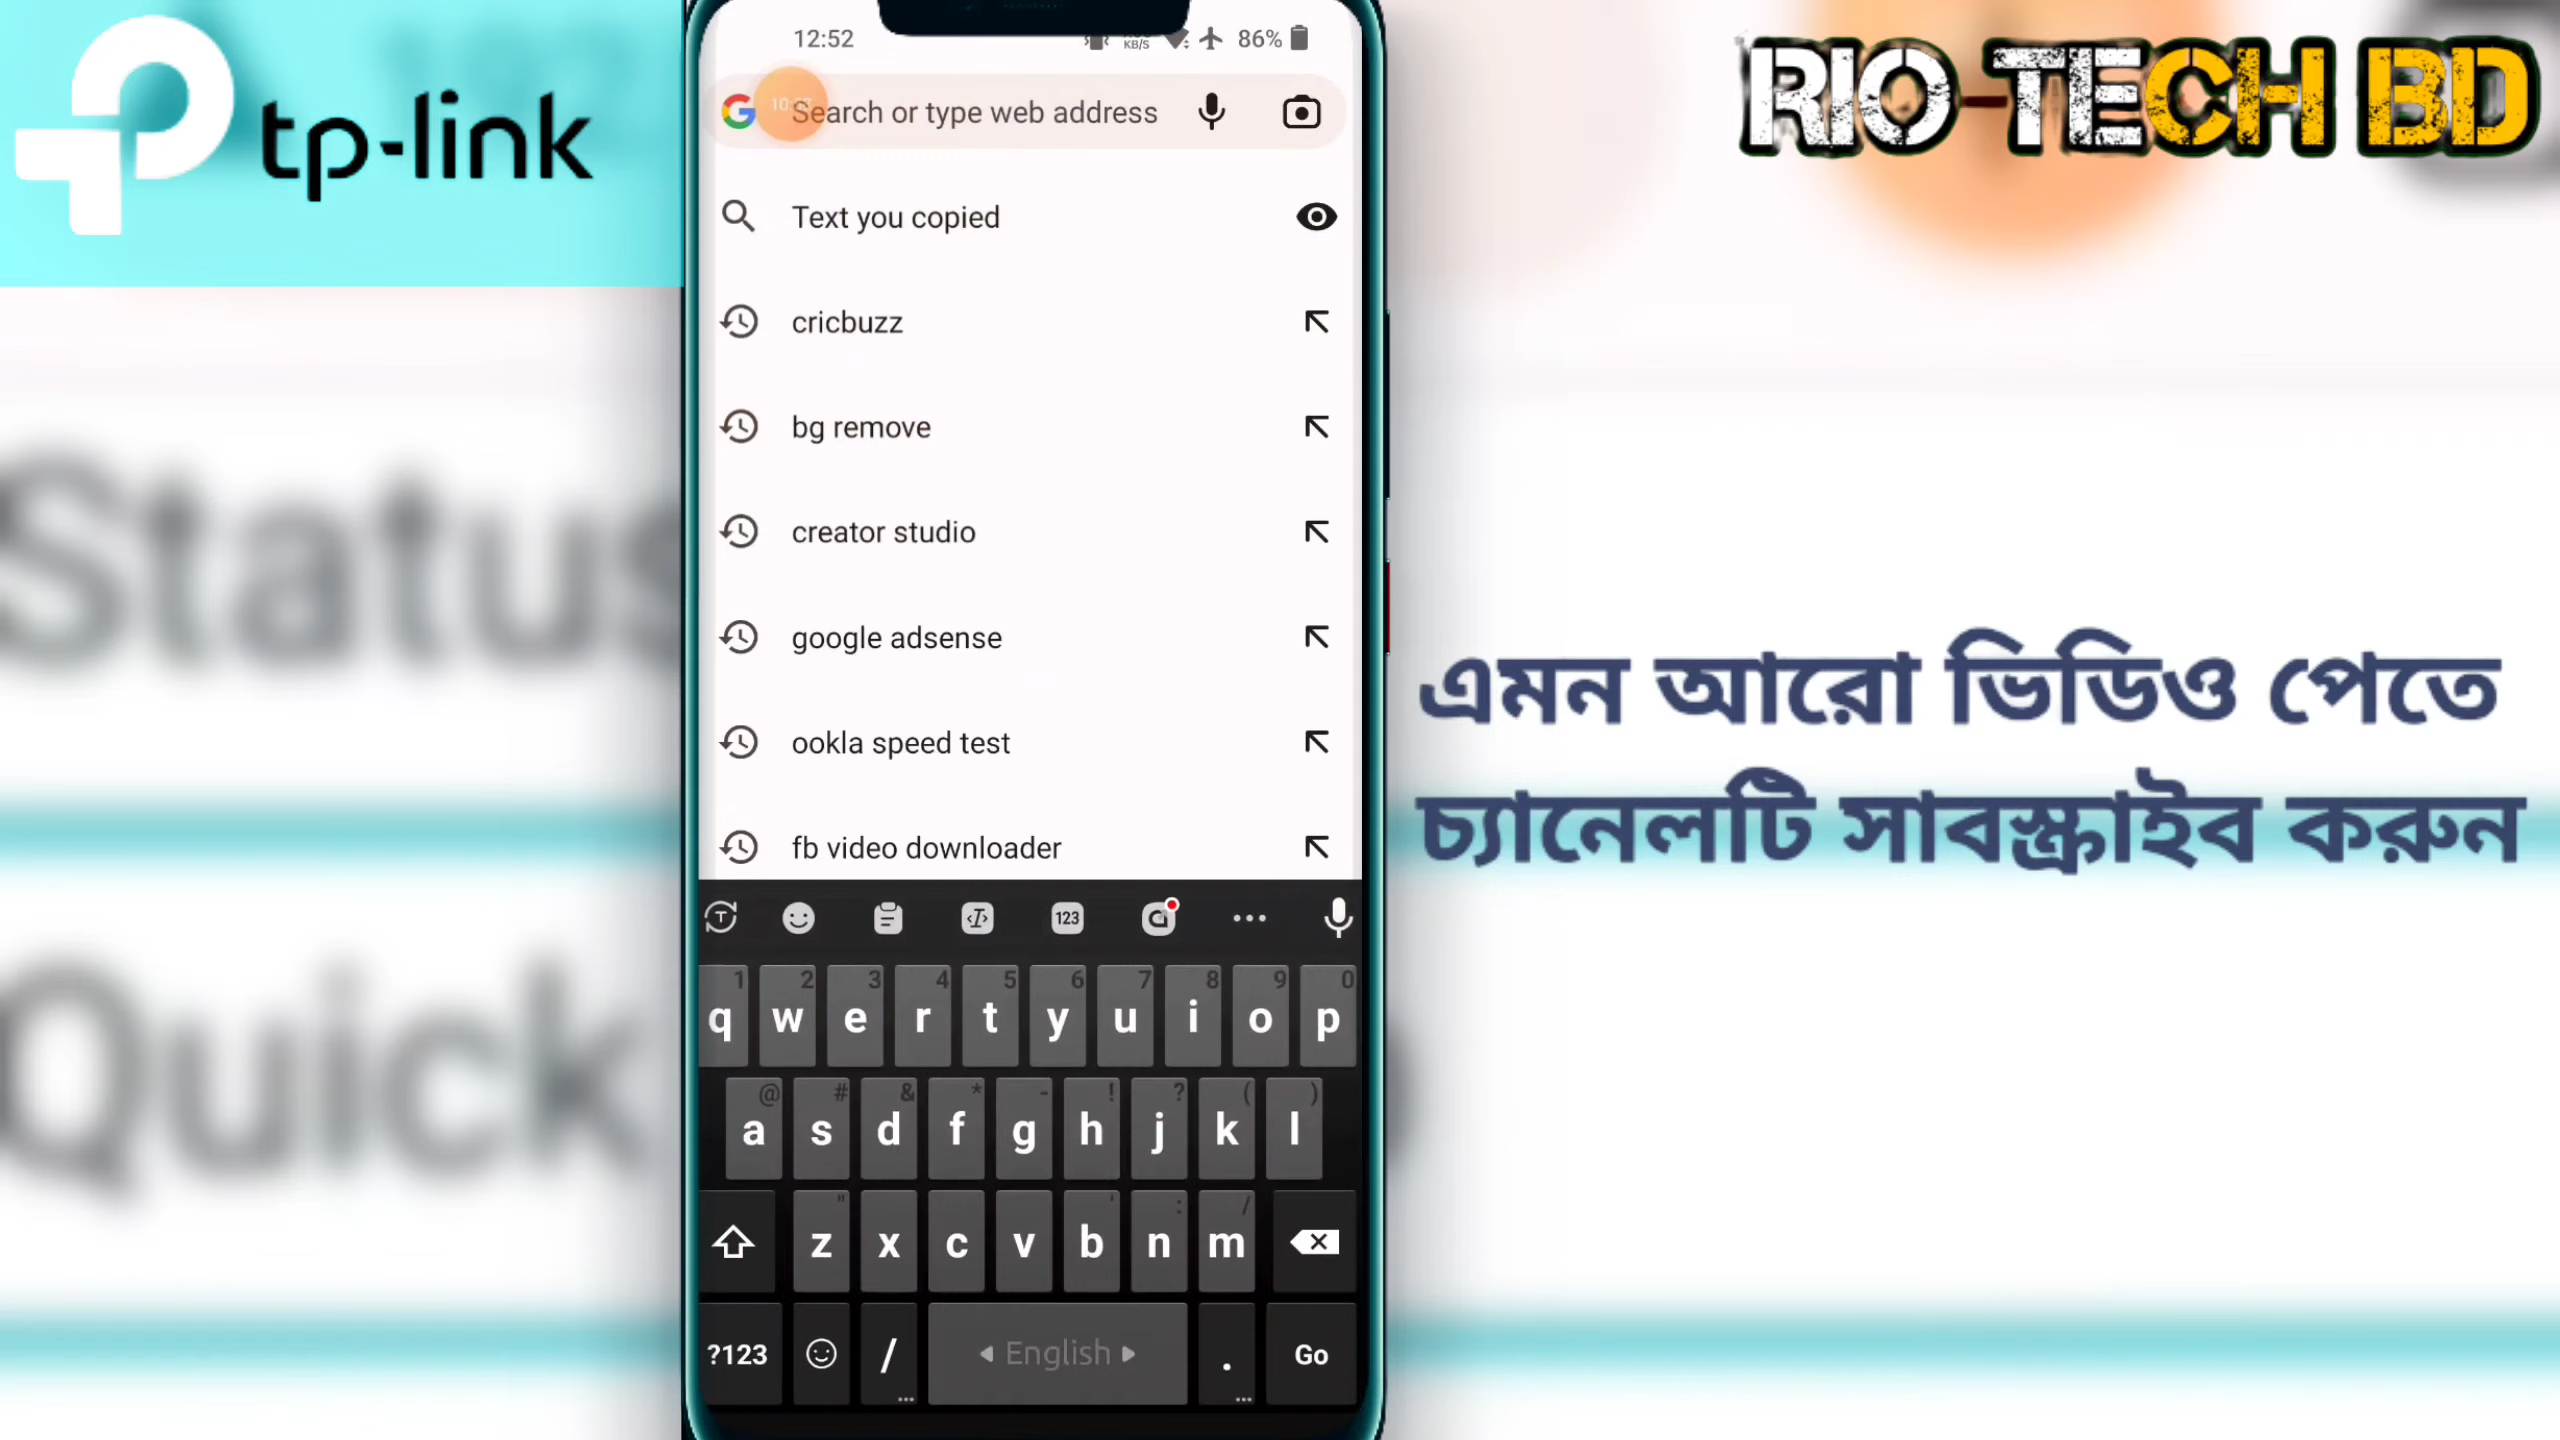 tp-link
RIO-TECH BD
12:52
KB/S
86%
Search or type web address
Text you copied
cricbuzz
bg remove
creator studio
google adsense
ookla speed test
fb video downloader
এমন আরো ভিডিও পেতে
চ্যানেলটি সাবস্ক্রাইব করুন
Status
Quick
123
1 2 3 4 5 6 7 8 9 0
q w e r t y u i o p
@ # & * - ! ? ( )
a s d f g h j k l
" ' : /
z x c v b n m
?123 / English . Go